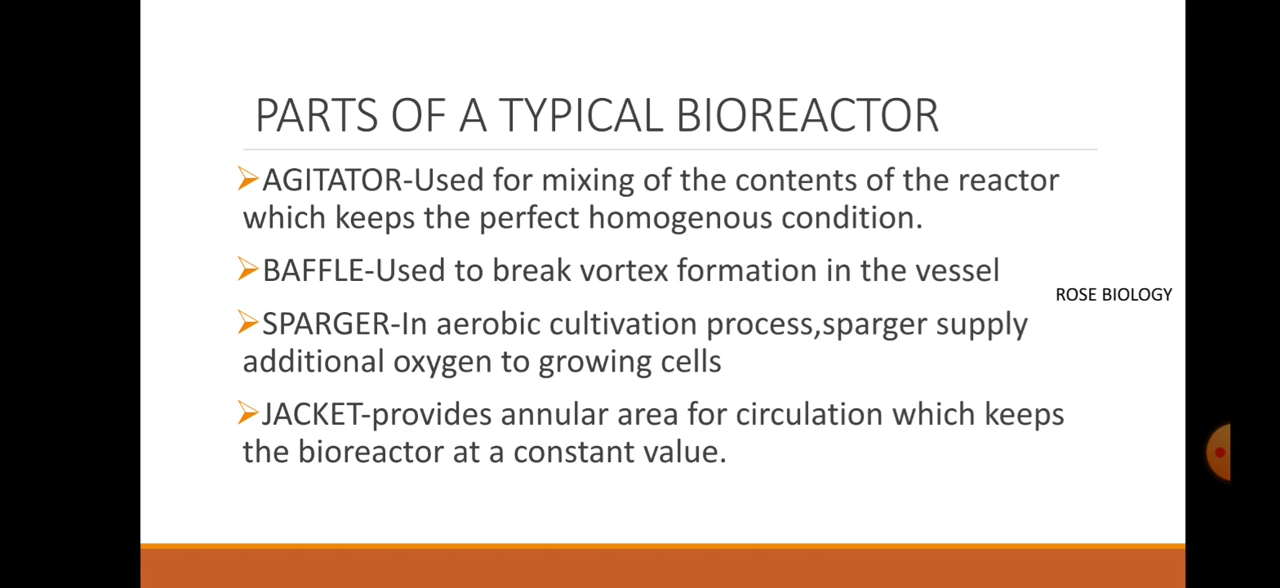 PARTS OF A TYPICAL BIOREACTOR
AGITATOR-Used for mixing of the contents of the reactor
which keeps the perfect homogenous condition.
BAFFLE-Used to break vortex formation in the vessel
ROSE BIOLOGY
SPARGER-In aerobic cultivation process,sparger supply
additional oxygen to growing cells
JACKET-provides annular area for circulation which keeps
the bioreactor at a constant value.